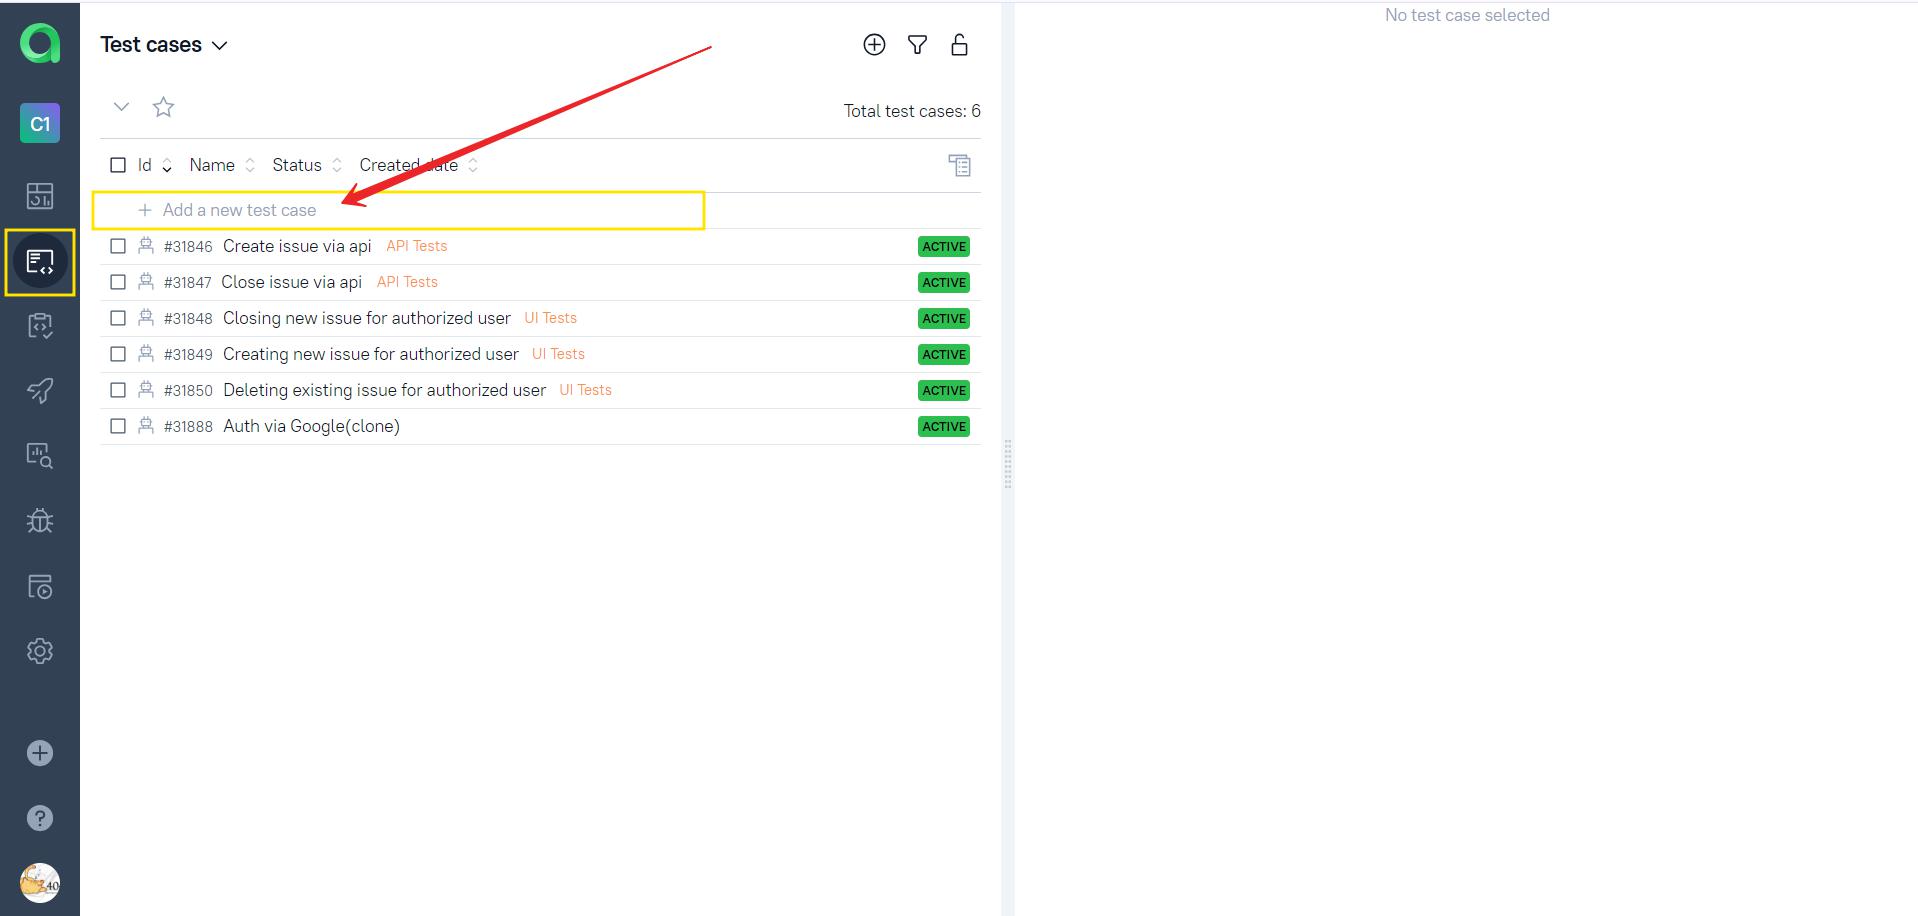 No test case selected
Test cases
C1
Total test cases: 6
Id Name Status Created date
+ Add a new test case
#31846 Create issue via api API Tests ACTIVE
#31847 Close issue via api API Tests ACTIVE
#31848 Closing new issue for authorized user UI Tests ACTIVE
#31849 Creating new issue for authorized user UI Tests ACTIVE
#31850 Deleting existing issue for authorized user UI Tests ACTIVE
#31888 Auth via Google(clone) ACTIVE
?
40